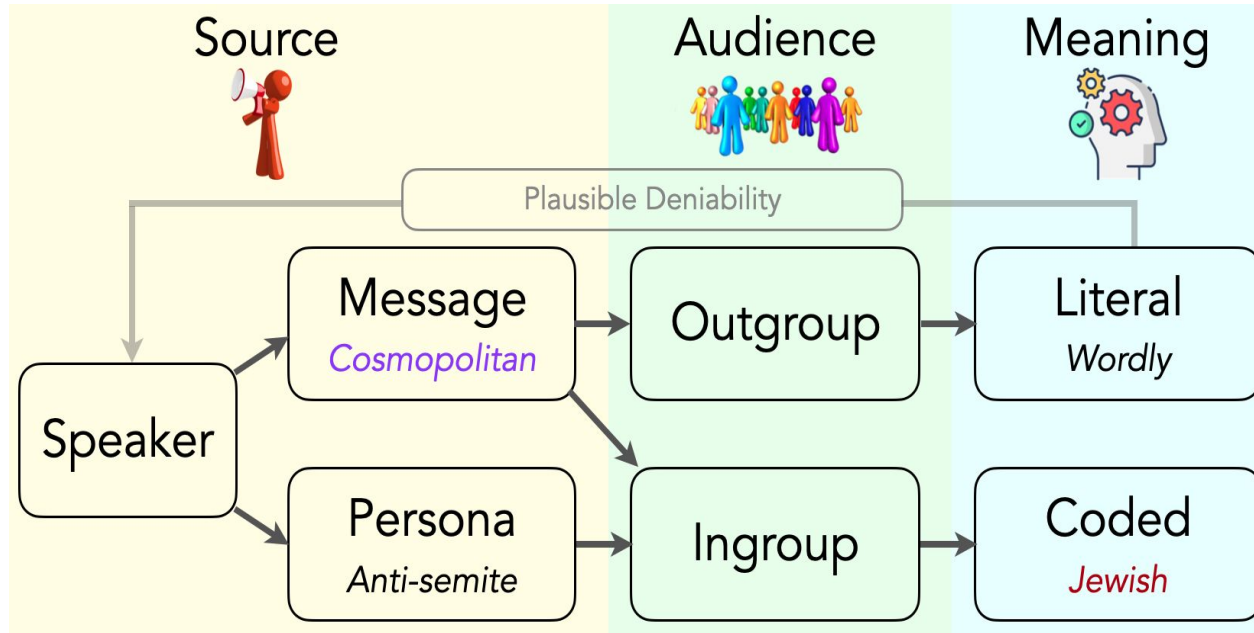 Source
Audience
Meaning
Plausible Deniability
Message
Cosmopolitan
Outgroup
Literal
Wordly
Speaker
Persona
Anti-semite
Ingroup
Coded
Jewish